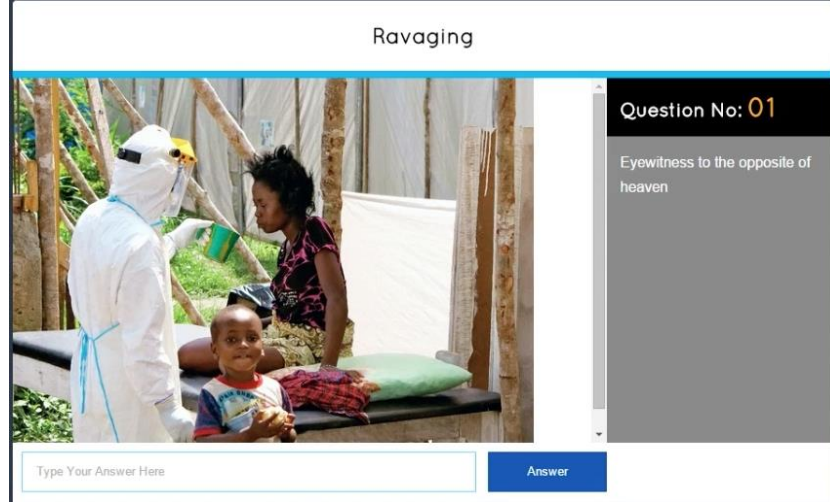 Ravaging
Question No: 01
Eyewitness to the opposite of
heaven
Type Your Answer Here
Answer